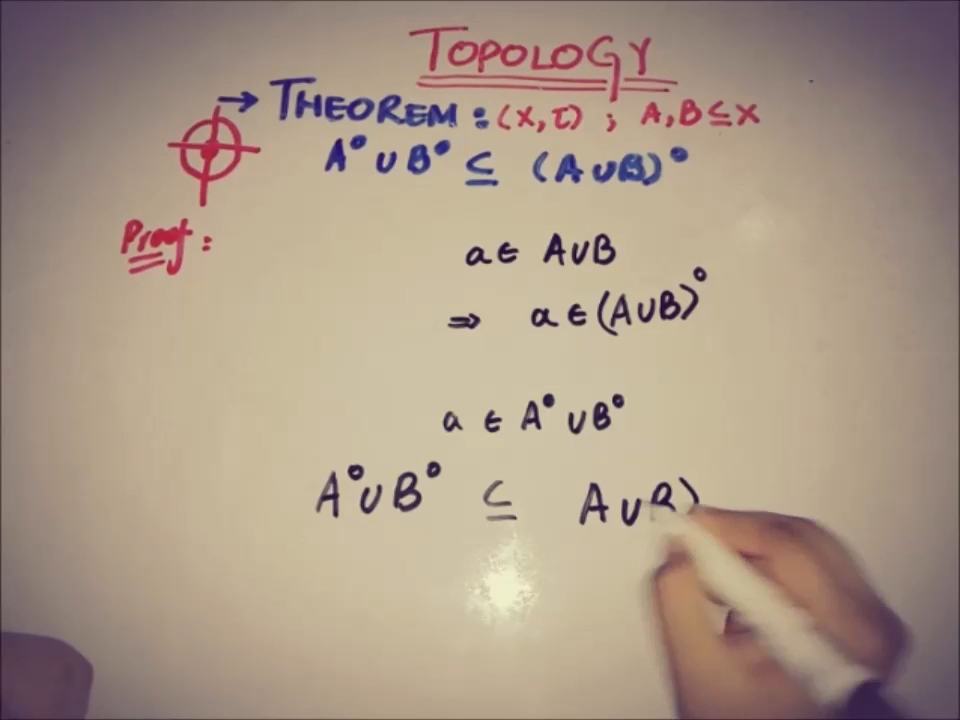 TOPOLOGY
→ THEOREM : (X, τ) ; A, B ⊆ X
A° ∪ B° ⊆ (A ∪ B)°
Proof :
a ∈ A ∪ B
⇒ a ∈ (A ∪ B)°
a ∈ A° ∪ B°
A° ∪ B° ⊆ A ∪ B)